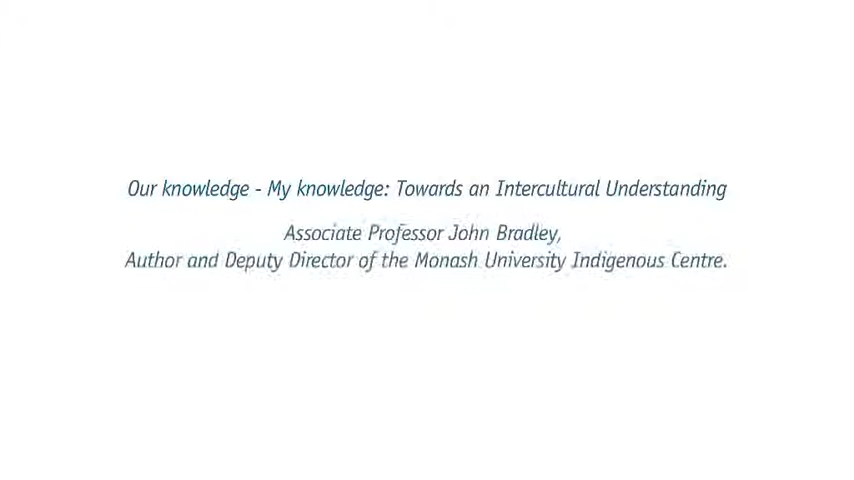 Our knowledge - My knowledge: Towards an Intercultural Understanding
Associate Professor John Bradley,
Author and Deputy Director of the Monash University Indigenous Centre.